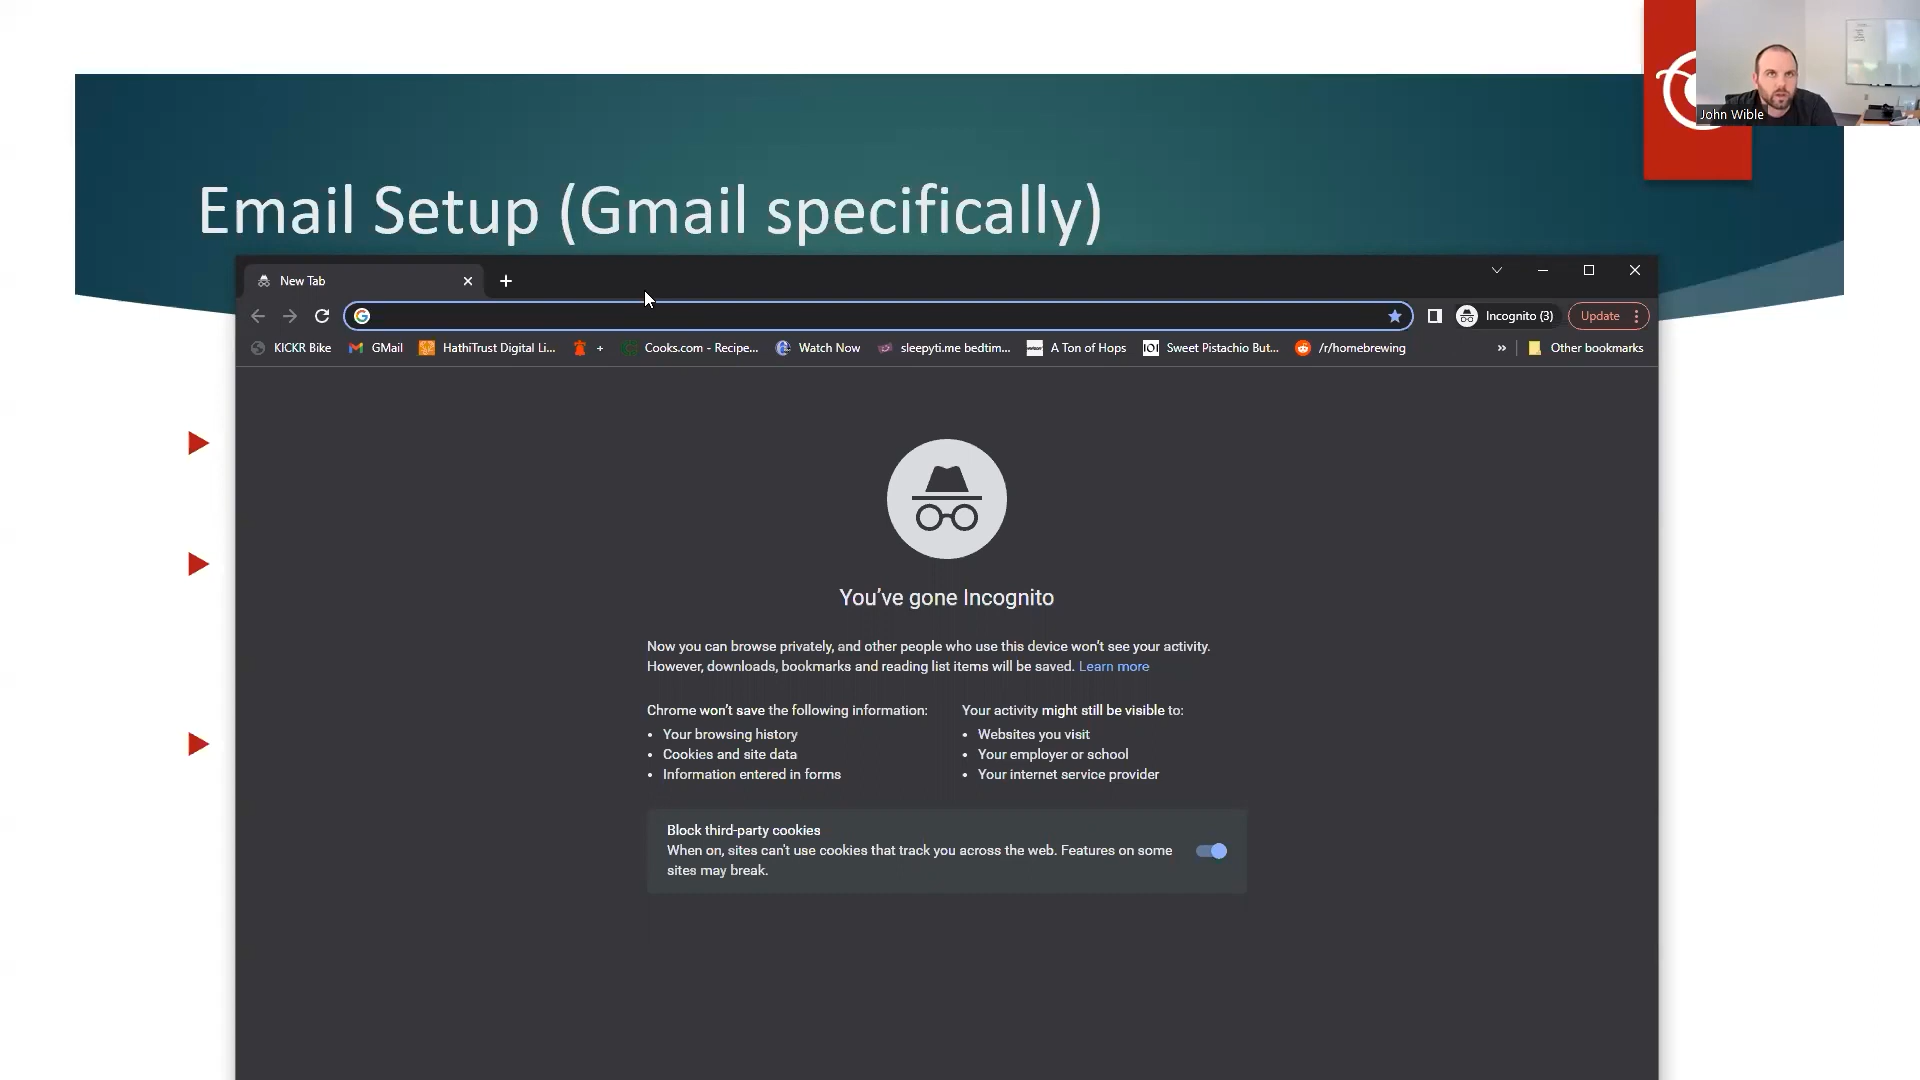 John Wible
Email Setup (Gmail specifically)
New Tab
Incognito (3)
Update
KICKR Bike
GMail
HathiTrust Digital Li...
+
Cooks.com - Recipe...
Watch Now
sleepyti.me bedtim...
A Ton of Hops
Sweet Pistachio But...
/r/homebrewing
»
Other bookmarks
You've gone Incognito
Now you can browse privately, and other people who use this device won't see your activity.
However, downloads, bookmarks and reading list items will be saved. Learn more
Chrome won't save the following information:
• Your browsing history
• Cookies and site data
• Information entered in forms
Your activity might still be visible to:
• Websites you visit
• Your employer or school
• Your internet service provider
Block third-party cookies
When on, sites can't use cookies that track you across the web. Features on some
sites may break.